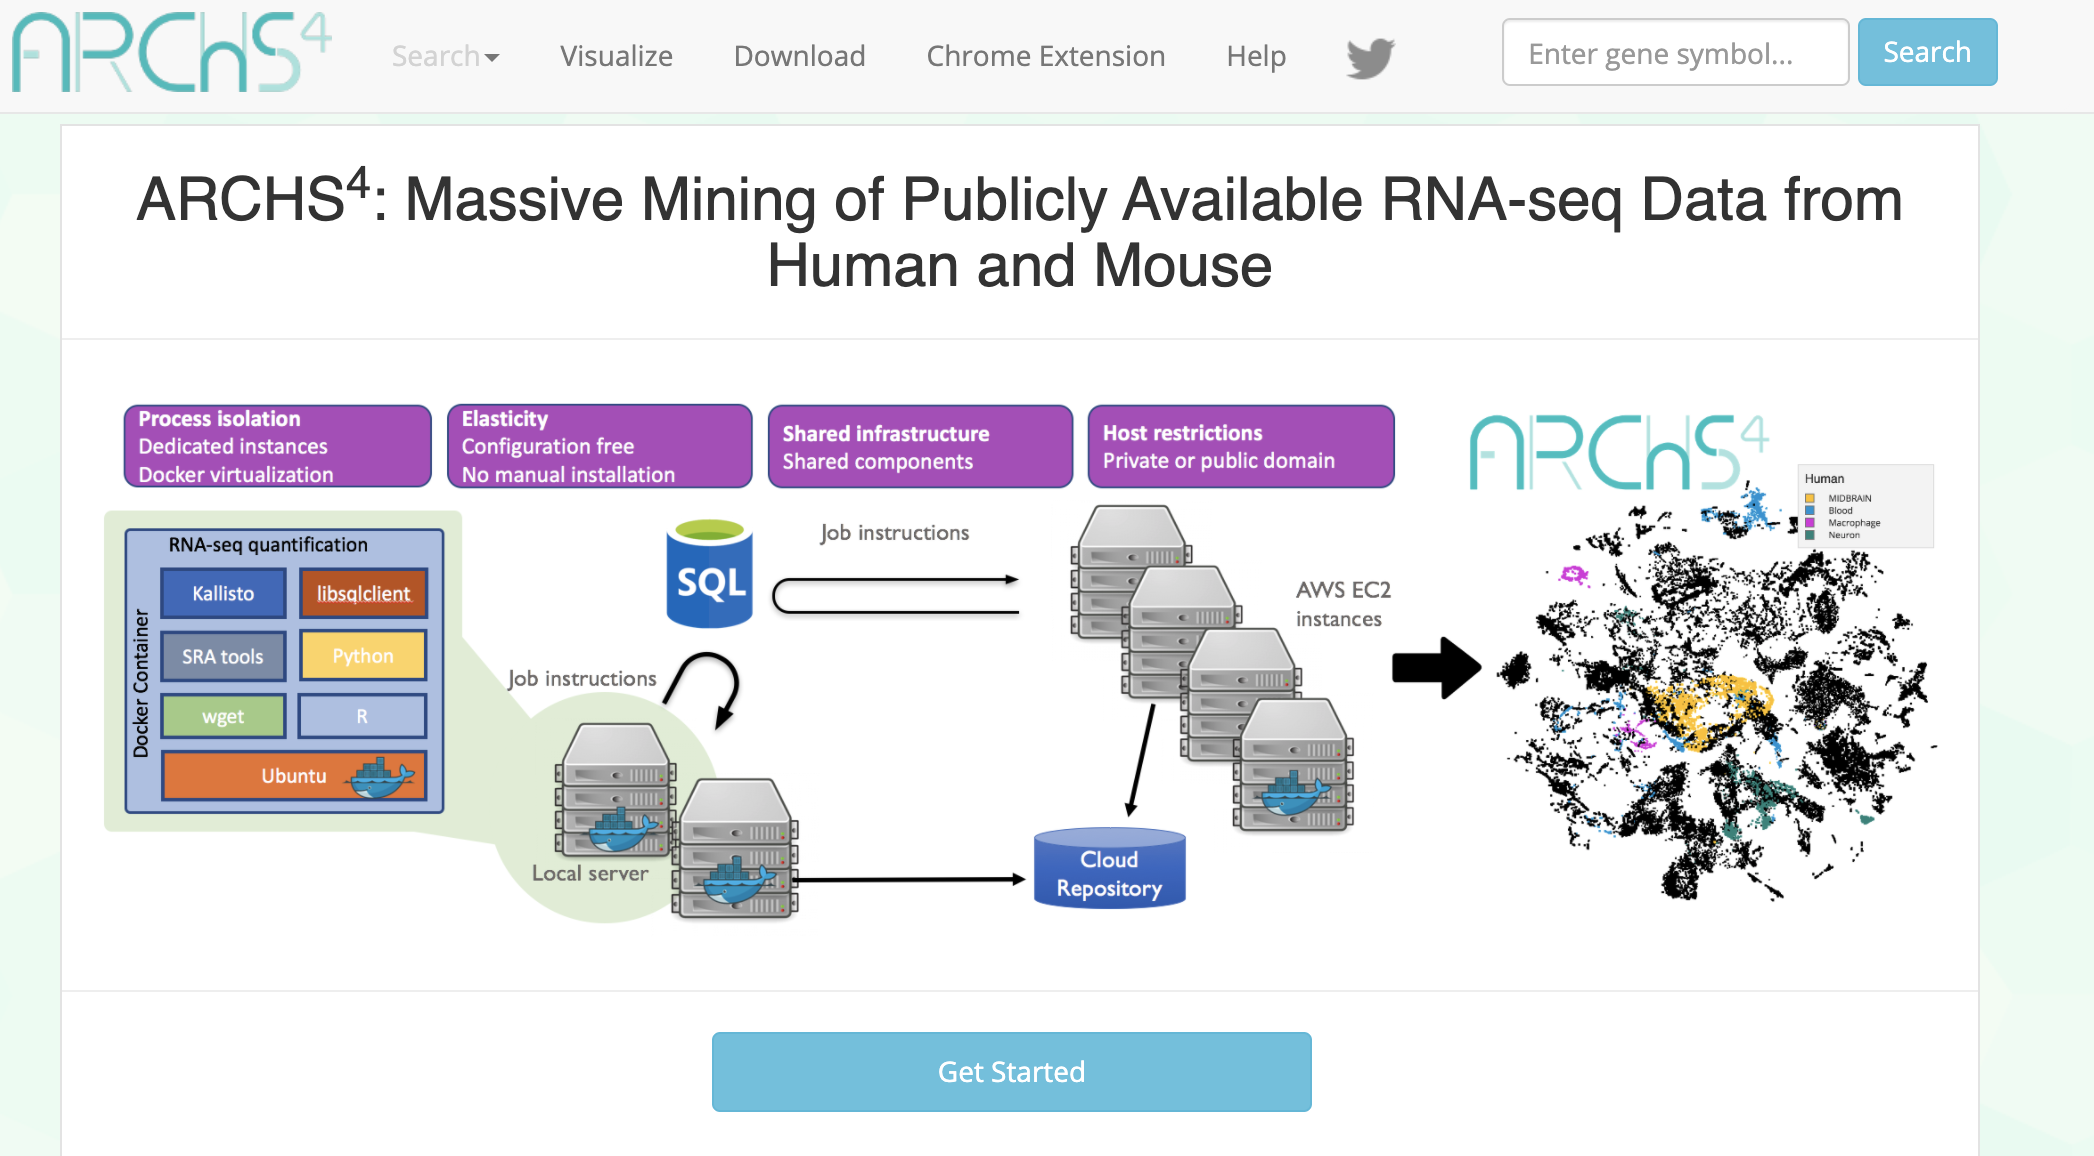 ARCHS4
Search
Visualize
Download
Chrome Extension
Help
Enter gene symbol...
Search
ARCHS4: Massive Mining of Publicly Available RNA-seq Data from
Human and Mouse
Process isolation
Dedicated instances
Docker virtualization
Elasticity
Configuration free
No manual installation
Shared infrastructure
Shared components
Host restrictions
Private or public domain
ARCHS4
Human
MIDBRAIN
Blood
Macrophage
Neuron
RNA-seq quantification
Docker Container
Kallisto
libsqlclient
SRA tools
Python
wget
R
Ubuntu
SQL
Job instructions
Job instructions
Local server
AWS EC2
instances
Cloud
Repository
Get Started